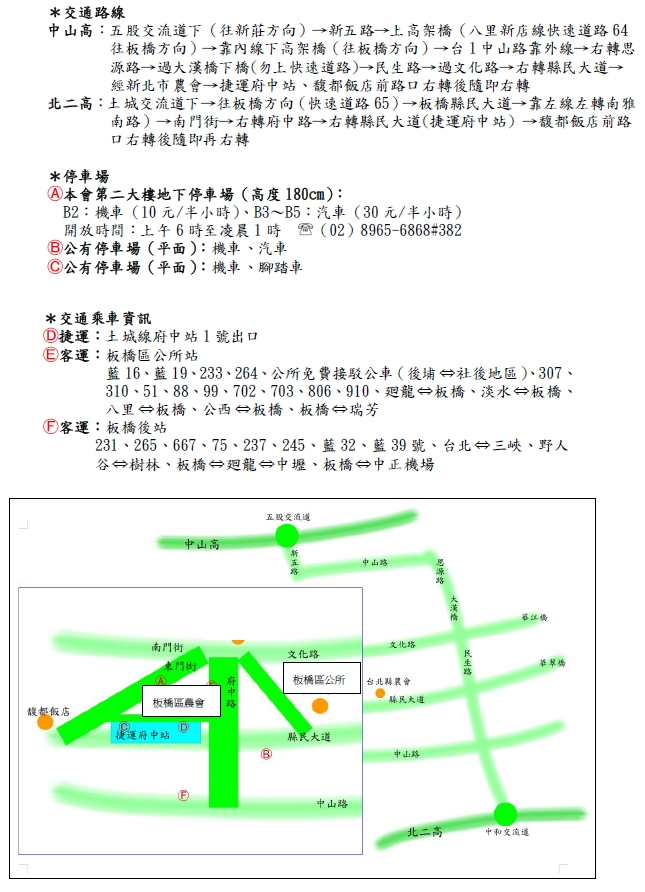 ＊交通路線
中山高：五股交流道下（往新莊方向）→新五路→上高架橋（八里新店線快速道路64
往板橋方向）→靠內線下高架橋（往板橋方向）→台1中山路靠外線→右轉思
源路→過大漢橋下橋(勿上快速道路)→民生路→過文化路→右轉縣民大道→
經新北市農會→捷運府中站、馥都飯店前路口右轉後隨即右轉
北二高：土城交流道下→往板橋方向（快速道路65）→板橋縣民大道→靠左線左轉南雅
南路）→南門街→右轉府中路→右轉縣民大道(捷運府中站）→馥都飯店前路
口右轉後隨即再右轉
＊停車場
Ⓐ本會第二大樓地下停車場（高度180cm）：
B2：機車（10元/半小時）、B3～B5：汽車（30元/半小時）
開放時間：上午6時至凌晨1時 ☏（02）8965-6868#382
Ⓑ公有停車場（平面）：機車、汽車
Ⓒ公有停車場（平面）：機車、腳踏車
＊交通乘車資訊
Ⓓ捷運：土城線府中站1號出口
Ⓔ客運：板橋區公所站
藍16、藍19、233、264、公所免費接駁公車（後埔⇔社後地區）、307、
310、51、88、99、702、703、806、910、迴龍⇔板橋、淡水⇔板橋、
八里⇔板橋、公西⇔板橋、板橋⇔瑞芳
Ⓕ客運：板橋後站
231、265、667、75、237、245、藍32、藍39號、台北⇔三峽、野人
谷⇔樹林、板橋⇔迴龍⇔中壢、板橋⇔中正機場
五股交流道
中山高
新五路
中山路
思源路
大漢橋
華江橋
文化路
民生路
華翠橋
南門街
東門街
文化路
府中路
Ⓐ
板橋區公所
台北縣農會
縣民大道
板橋區農會
馥都飯店
Ⓒ
Ⓓ
捷運府中站
縣民大道
Ⓑ
中山路
Ⓕ
中山路
北二高
中和交流道